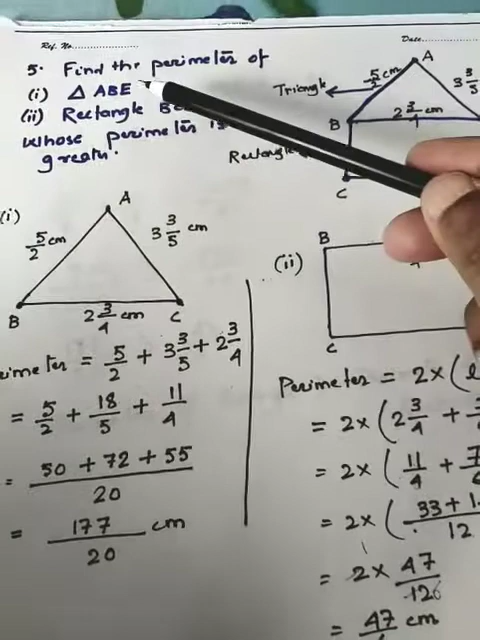 Ref. No.
Date
5. Find the perimeter of
(i) △ ABE
(ii) Rectangle
whose perimeter is
greater.
Triangle
A
5/2 cm
3 3/5
B
2 3/4 cm
C
(i)
A
5/2 cm
3 3/5 cm
B
2 3/4 cm
C
= 5/2 + 3 3/5 + 2 3/4
= 5/2 + 18/5 + 11/4
= 50 + 72 + 55 / 20
= 177/20 cm
(ii)
B
C
Perimeter = 2×(
= 2×(2 3/4 +
= 2×(11/4 +
= 2×(33+1 / 12
= 2× 47/126
= 47 cm